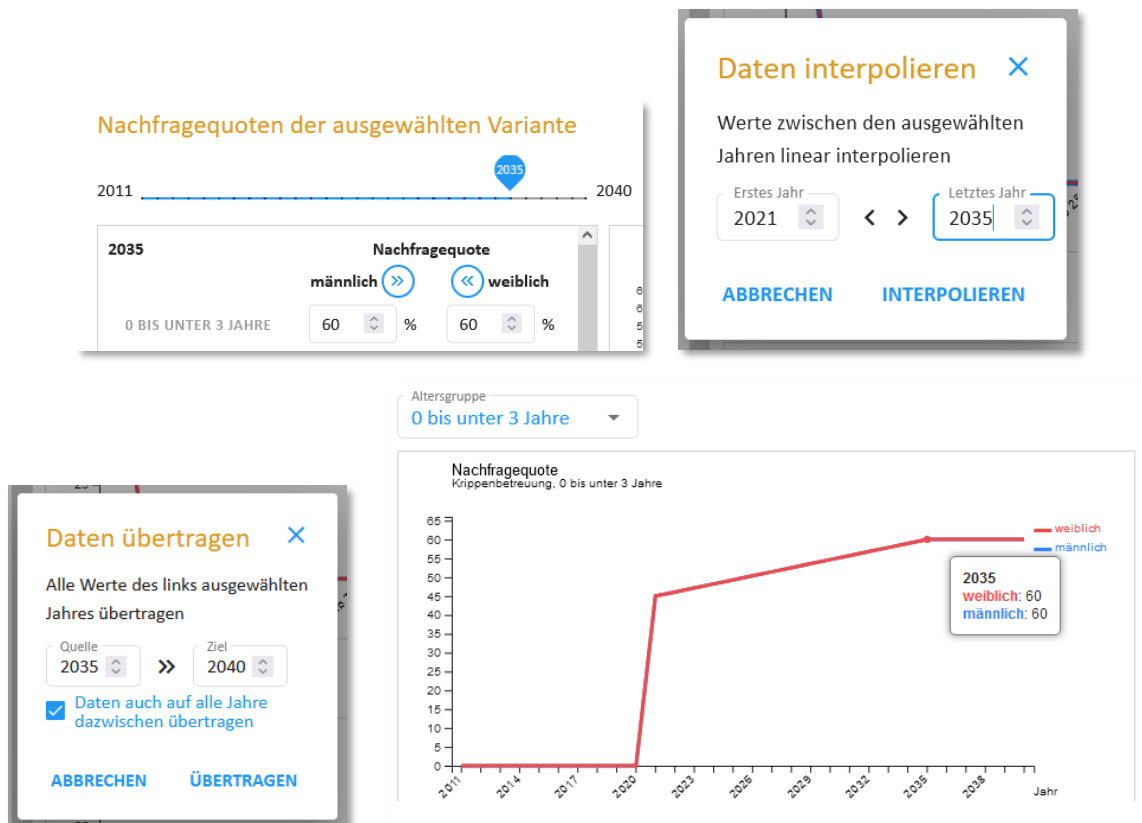 Nachfragequoten der ausgewählten Variante
2035
2011
2040
2035
Nachfragequote
männlich
weiblich
0 BIS UNTER 3 JAHRE
60
%
60
%
Daten interpolieren
Werte zwischen den ausgewählten
Jahren linear interpolieren
Erstes Jahr
2021
Letztes Jahr
2035
ABBRECHEN
INTERPOLIEREN
Daten übertragen
Alle Werte des links ausgewählten
Jahres übertragen
Quelle
2035
Ziel
2040
Daten auch auf alle Jahre
dazwischen übertragen
ABBRECHEN
ÜBERTRAGEN
Altersgruppe
0 bis unter 3 Jahre
Nachfragequote
Krippenbetreuung, 0 bis unter 3 Jahre
65
60
55
50
45
40
35
30
25
20
15
10
5
0
2011
2014
2017
2020
2023
2026
2029
2032
2035
2038
Jahr
weiblich
männlich
2035
weiblich: 60
männlich: 60